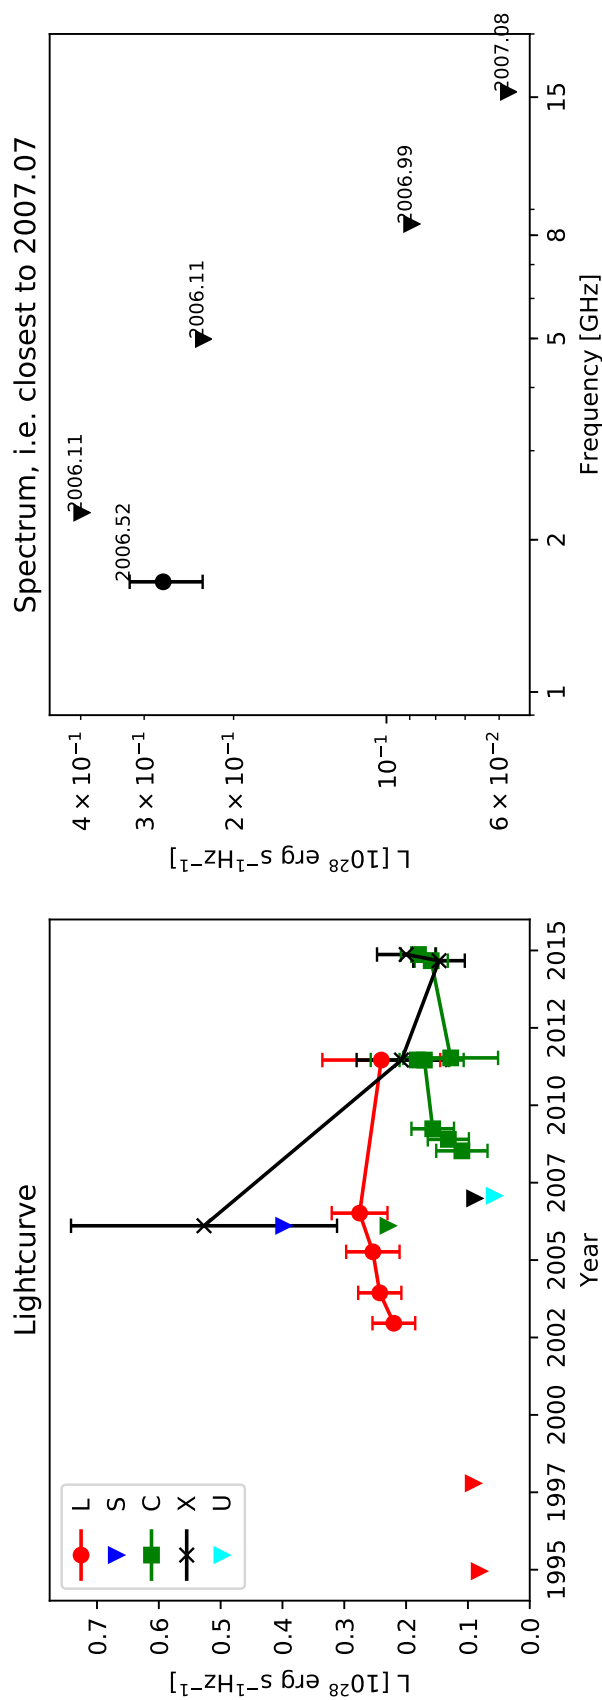 Lightcurve
L [10²⁸ erg s⁻¹Hz⁻¹]
0.7
0.6
0.5
0.4
0.3
0.2
0.1
0.0
L
S
C
X
U
1995 1997 2000 2002 2005 2007 2010 2012 2015
Year
Spectrum, i.e. closest to 2007.07
L [10²⁸ erg s⁻¹Hz⁻¹]
4 × 10⁻¹
3 × 10⁻¹
2 × 10⁻¹
10⁻¹
6 × 10⁻²
2006.11
2006.52
2006.11
2006.99
2007.08
1 2 5 8 15
Frequency [GHz]